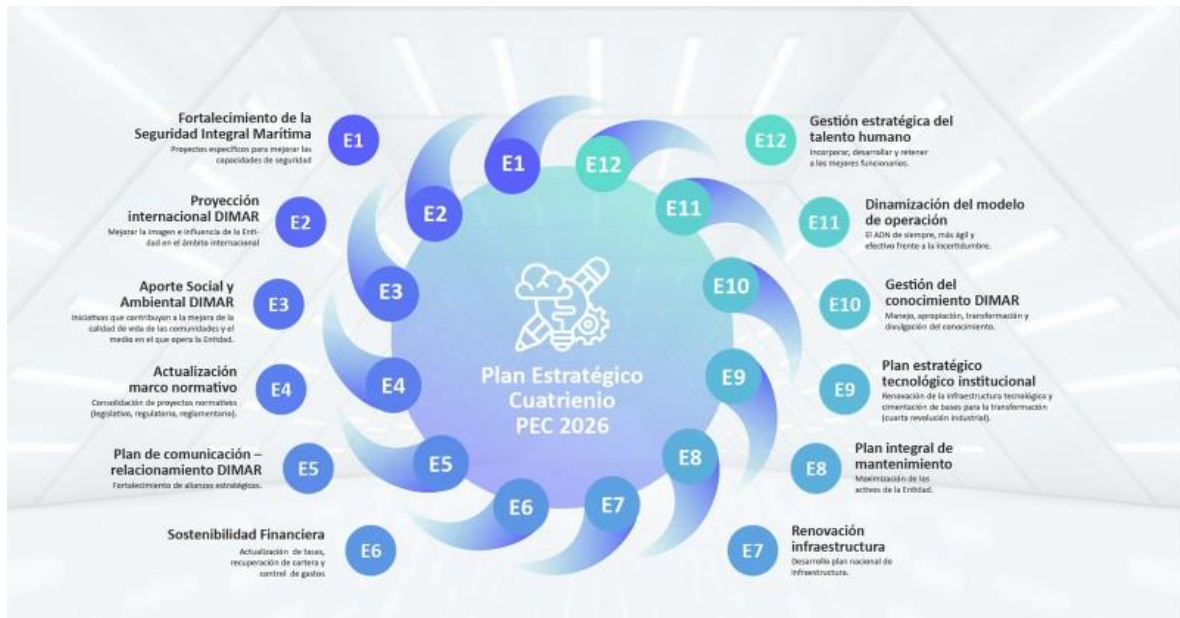 Fortalecimiento de la
Seguridad Integral Marítima
Proyectos específicos para mejorar las
capacidades de seguridad
E1
Proyección
internacional DIMAR
Mejorar la imagen e influencia de la Enti-
dad en el ámbito internacional
E2
Aporte Social y
Ambiental DIMAR
Iniciativas que contribuyan a la mejora de la
calidad de vida de las comunidades y el
medio en el que opera la Entidad.
E3
Actualización
marco normativo
Consolidación de proyectos normativos
(legislativo, regulatorio, reglamentario).
E4
Plan de comunicación –
relacionamiento DIMAR
Fortalecimiento de alianzas estratégicas.
E5
Sostenibilidad Financiera
Actualización de tasas,
recuperación de cartera y
control de gastos
E6
E1
E2
E3
E4
E5
E6
E7
E8
E9
E10
E11
E12
Plan Estratégico
Cuatrienio
PEC 2026
E12
Gestión estratégica del
talento humano
Incorporar, desarrollar y retener
a los mejores funcionarios.
E11
Dinamización del modelo
de operación
El ADN de siempre, más ágil y
efectivo frente a la incertidumbre.
E10
Gestión del
conocimiento DIMAR
Manejo, apropiación, transformación y
divulgación del conocimiento.
E9
Plan estratégico
tecnológico institucional
Renovación de la infraestructura tecnológica y
cimentación de bases para la transformación
(cuarta revolución industrial).
E8
Plan integral de
mantenimiento
Maximización de los
activos de la Entidad.
E7
Renovación
infraestructura
Desarrollo plan nacional de
infraestructura.